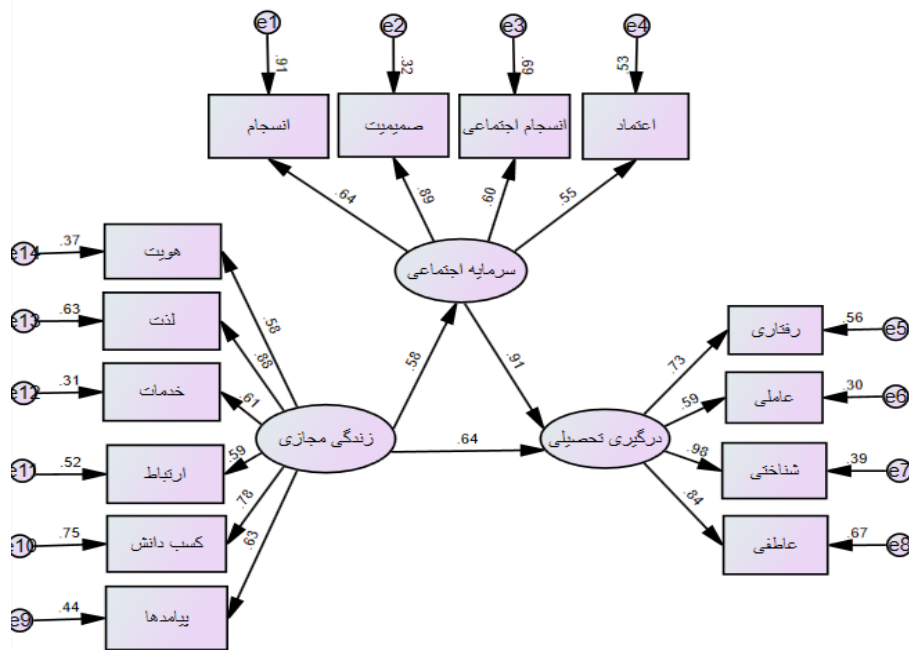 e1
e2
e3
e4
.91
.32
.69
.53
انسجام
صمیمیت
انسجام اجتماعی
اعتماد
.64
.89
.60
.55
سرمایه اجتماعی
e14
.37
هویت
e13
.63
لذت
e12
.31
خدمات
e11
.52
ارتباط
e10
.75
کسب دانش
e9
.44
پیامدها
.58
.88
.61
.59
.78
.63
زندگی مجازی
.58
.91
.64
درگیری تحصیلی
.73
.59
.98
.84
رفتاری
.56
e5
عاملی
.30
e6
شناختی
.39
e7
عاطفی
.67
e8